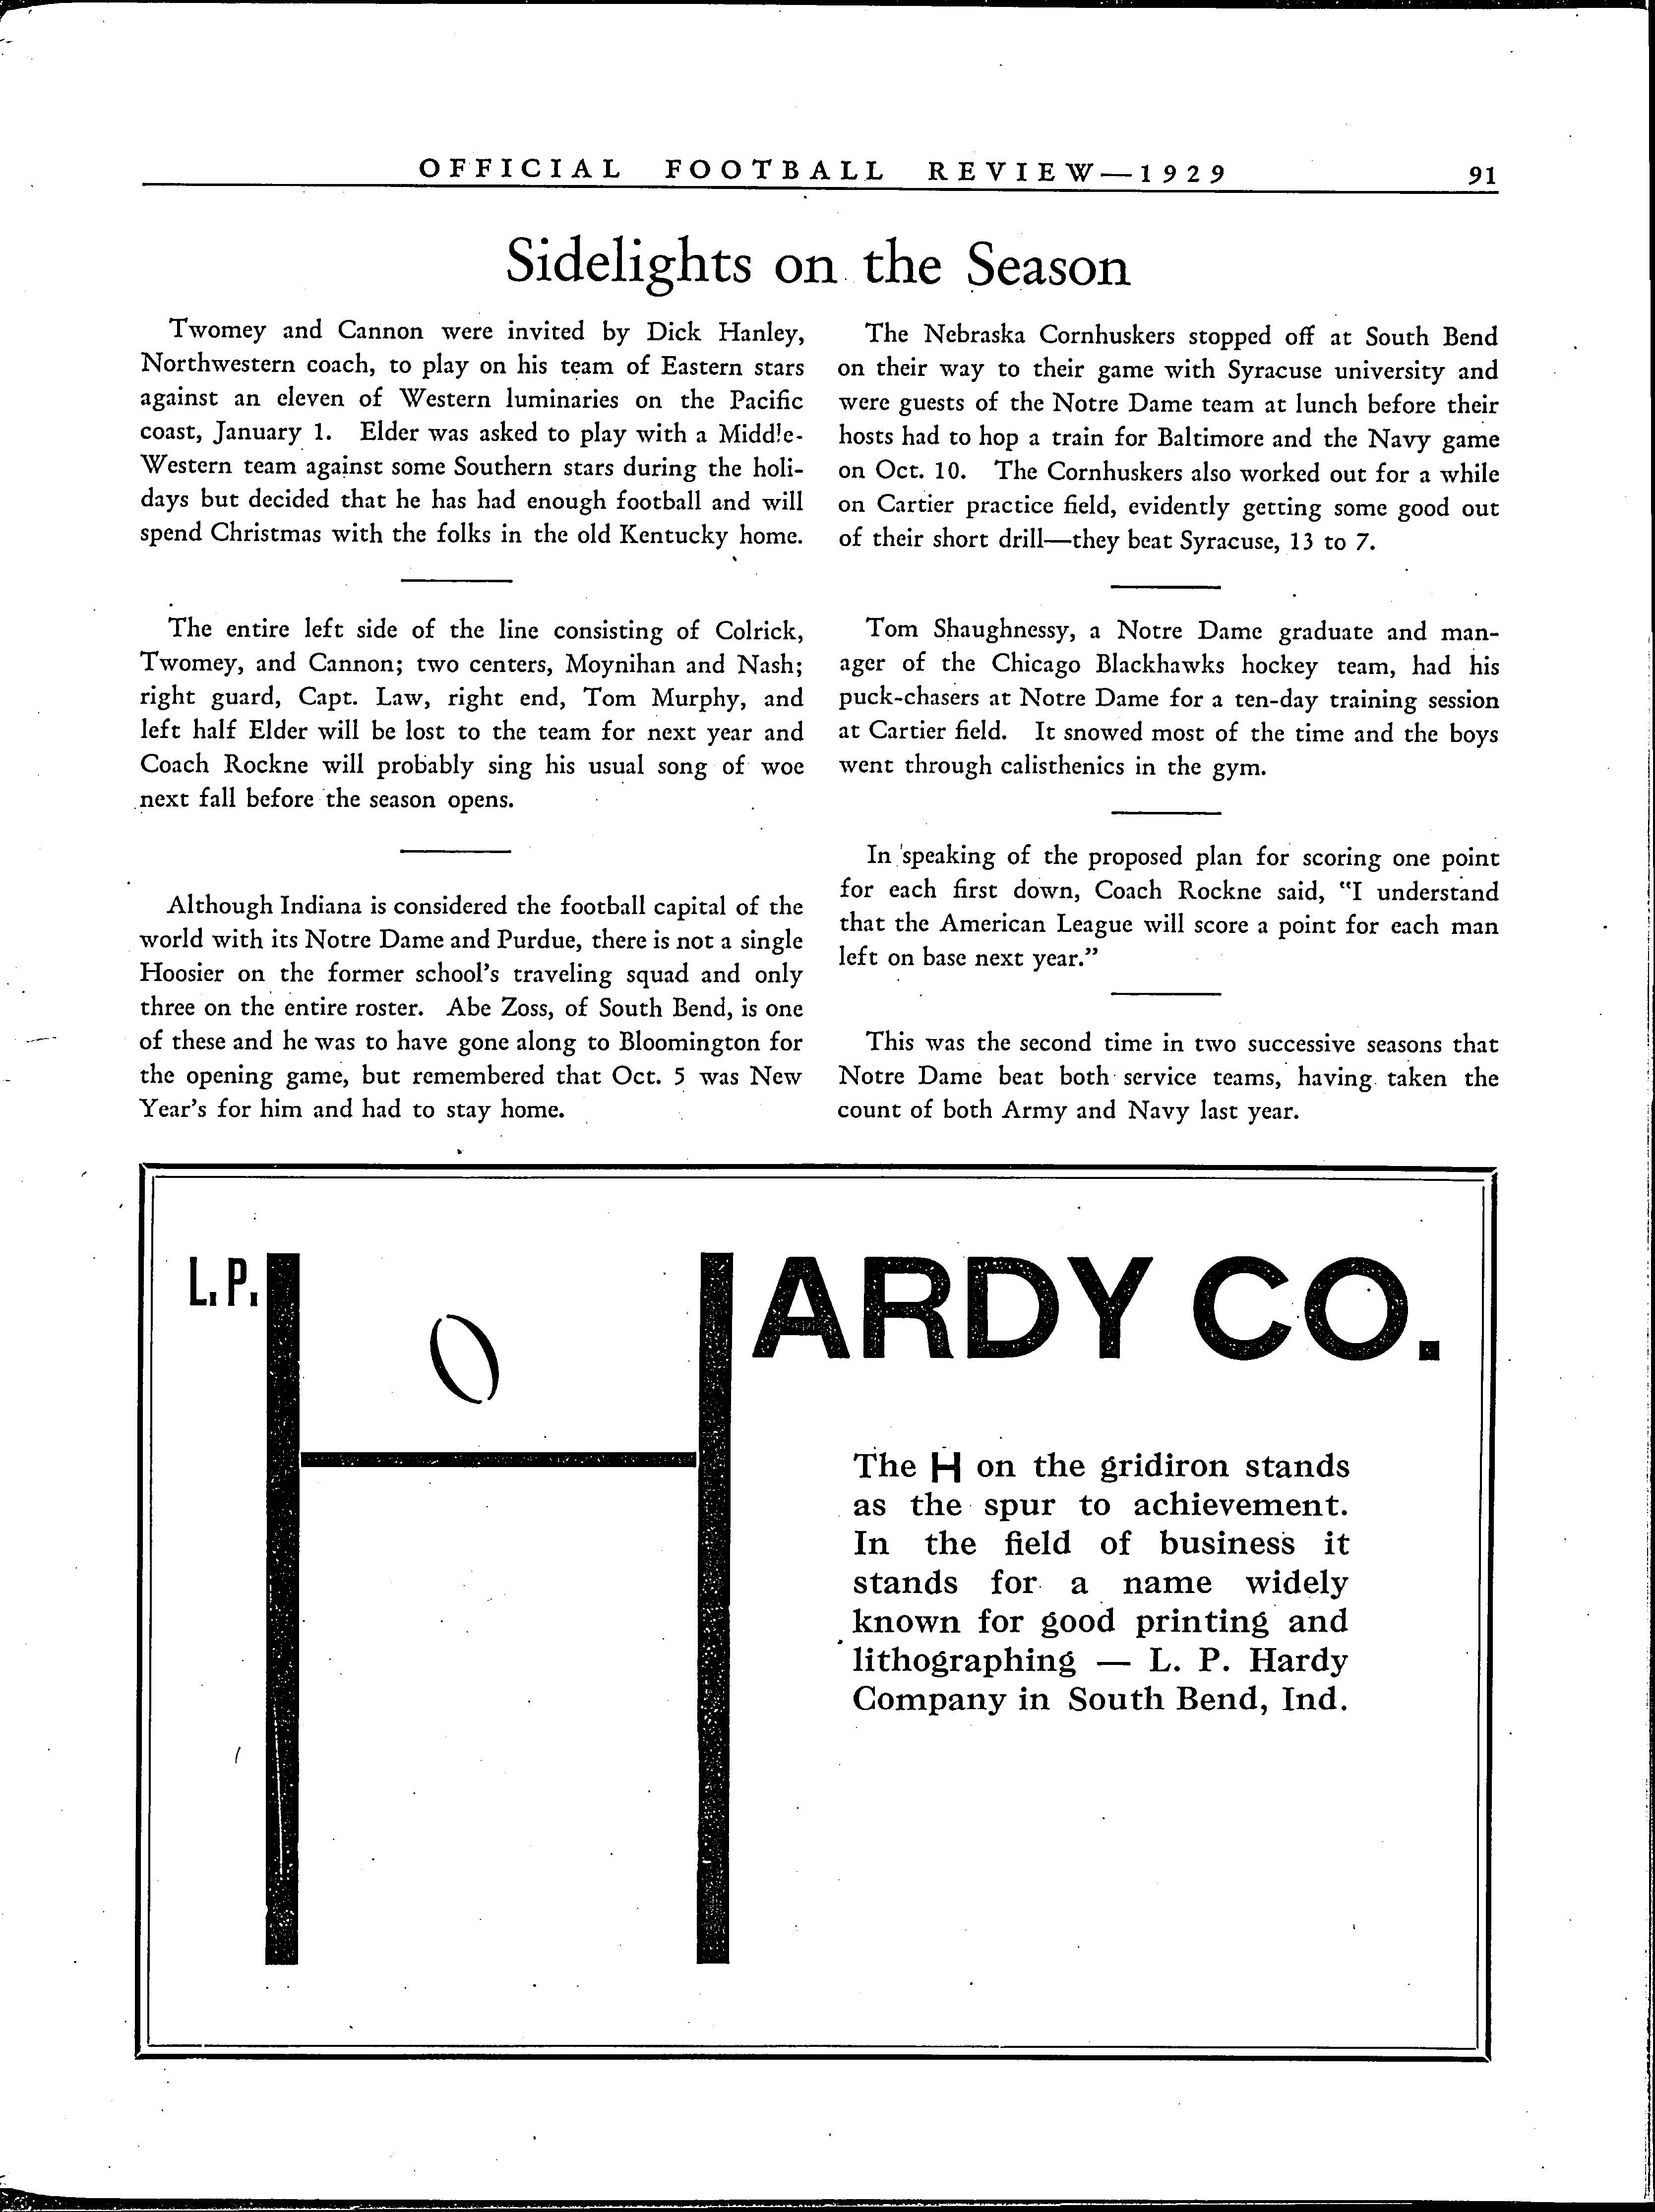 OFFICIAL FOOTBALL REVIEW—1929 91
Sidelights on the Season
Twomey and Cannon were invited by Dick Hanley,
Northwestern coach, to play on his team of Eastern stars
against an eleven of Western luminaries on the Pacific
coast, January 1. Elder was asked to play with a Middle-
Western team against some Southern stars during the holi-
days but decided that he has had enough football and will
spend Christmas with the folks in the old Kentucky home.
The entire left side of the line consisting of Colrick,
Twomey, and Cannon; two centers, Moynihan and Nash;
right guard, Capt. Law, right end, Tom Murphy, and
left half Elder will be lost to the team for next year and
Coach Rockne will probably sing his usual song of woe
next fall before the season opens.
Although Indiana is considered the football capital of the
world with its Notre Dame and Purdue, there is not a single
Hoosier on the former school's traveling squad and only
three on the entire roster. Abe Zoss, of South Bend, is one
of these and he was to have gone along to Bloomington for
the opening game, but remembered that Oct. 5 was New
Year's for him and had to stay home.
The Nebraska Cornhuskers stopped off at South Bend
on their way to their game with Syracuse university and
were guests of the Notre Dame team at lunch before their
hosts had to hop a train for Baltimore and the Navy game
on Oct. 10. The Cornhuskers also worked out for a while
on Cartier practice field, evidently getting some good out
of their short drill—they beat Syracuse, 13 to 7.
Tom Shaughnessy, a Notre Dame graduate and man-
ager of the Chicago Blackhawks hockey team, had his
puck-chasers at Notre Dame for a ten-day training session
at Cartier field. It snowed most of the time and the boys
went through calisthenics in the gym.
In speaking of the proposed plan for scoring one point
for each first down, Coach Rockne said, "I understand
that the American League will score a point for each man
left on base next year."
This was the second time in two successive seasons that
Notre Dame beat both service teams, having taken the
count of both Army and Navy last year.
L. P. HARDY CO.
The H on the gridiron stands
as the spur to achievement.
In the field of business it
stands for a name widely
known for good printing and
lithographing — L. P. Hardy
Company in South Bend, Ind.